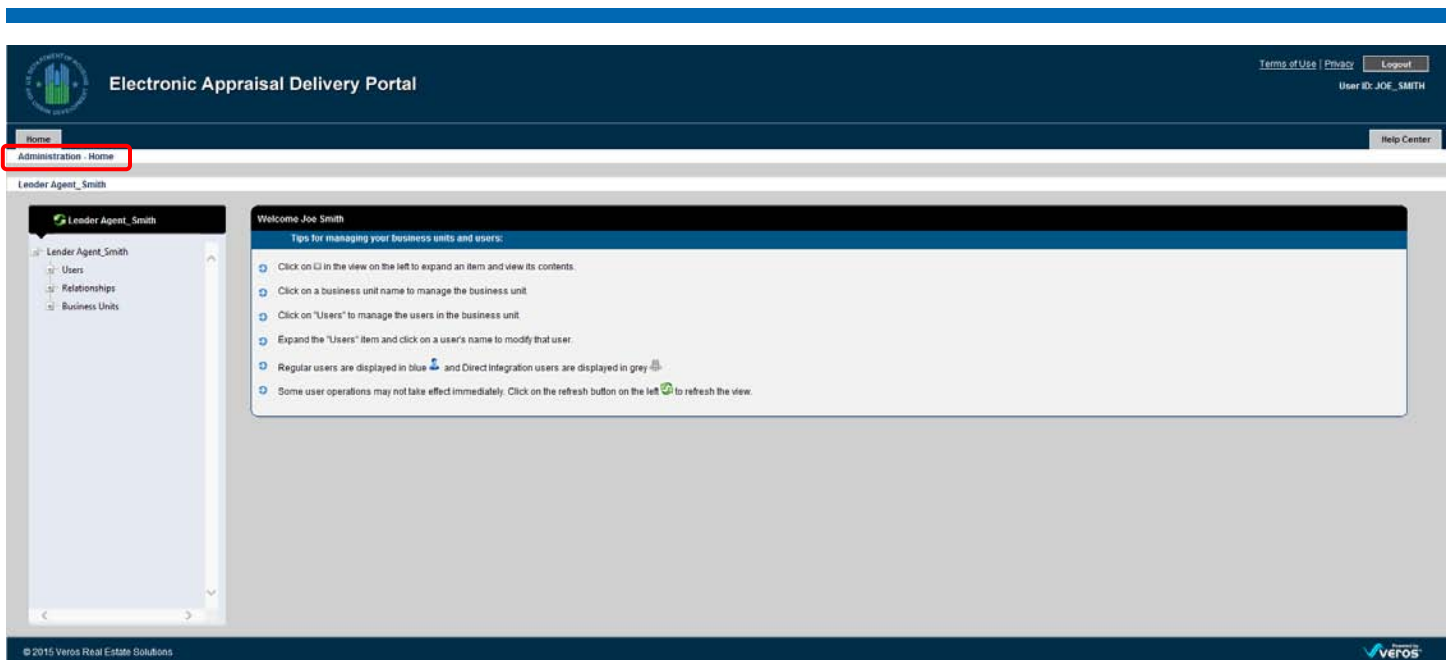 Electronic Appraisal Delivery Portal
Terms of Use | Privacy Logout
User ID: JOE_SMITH
Home
Help Center
Administration - Home
Lender Agent_Smith
Lender Agent_Smith
Lender Agent_Smith
Users
Relationships
Business Units
Welcome Joe Smith
Tips for managing your business units and users:
Click on in the view on the left to expand an item and view its contents.
Click on a business unit name to manage the business unit.
Click on "Users" to manage the users in the business unit.
Expand the "Users" item and click on a user's name to modify that user.
Regular users are displayed in blue and Direct Integration users are displayed in grey
Some user operations may not take effect immediately. Click on the refresh button on the left to refresh the view.
© 2015 Veros Real Estate Solutions
Powered by
veros